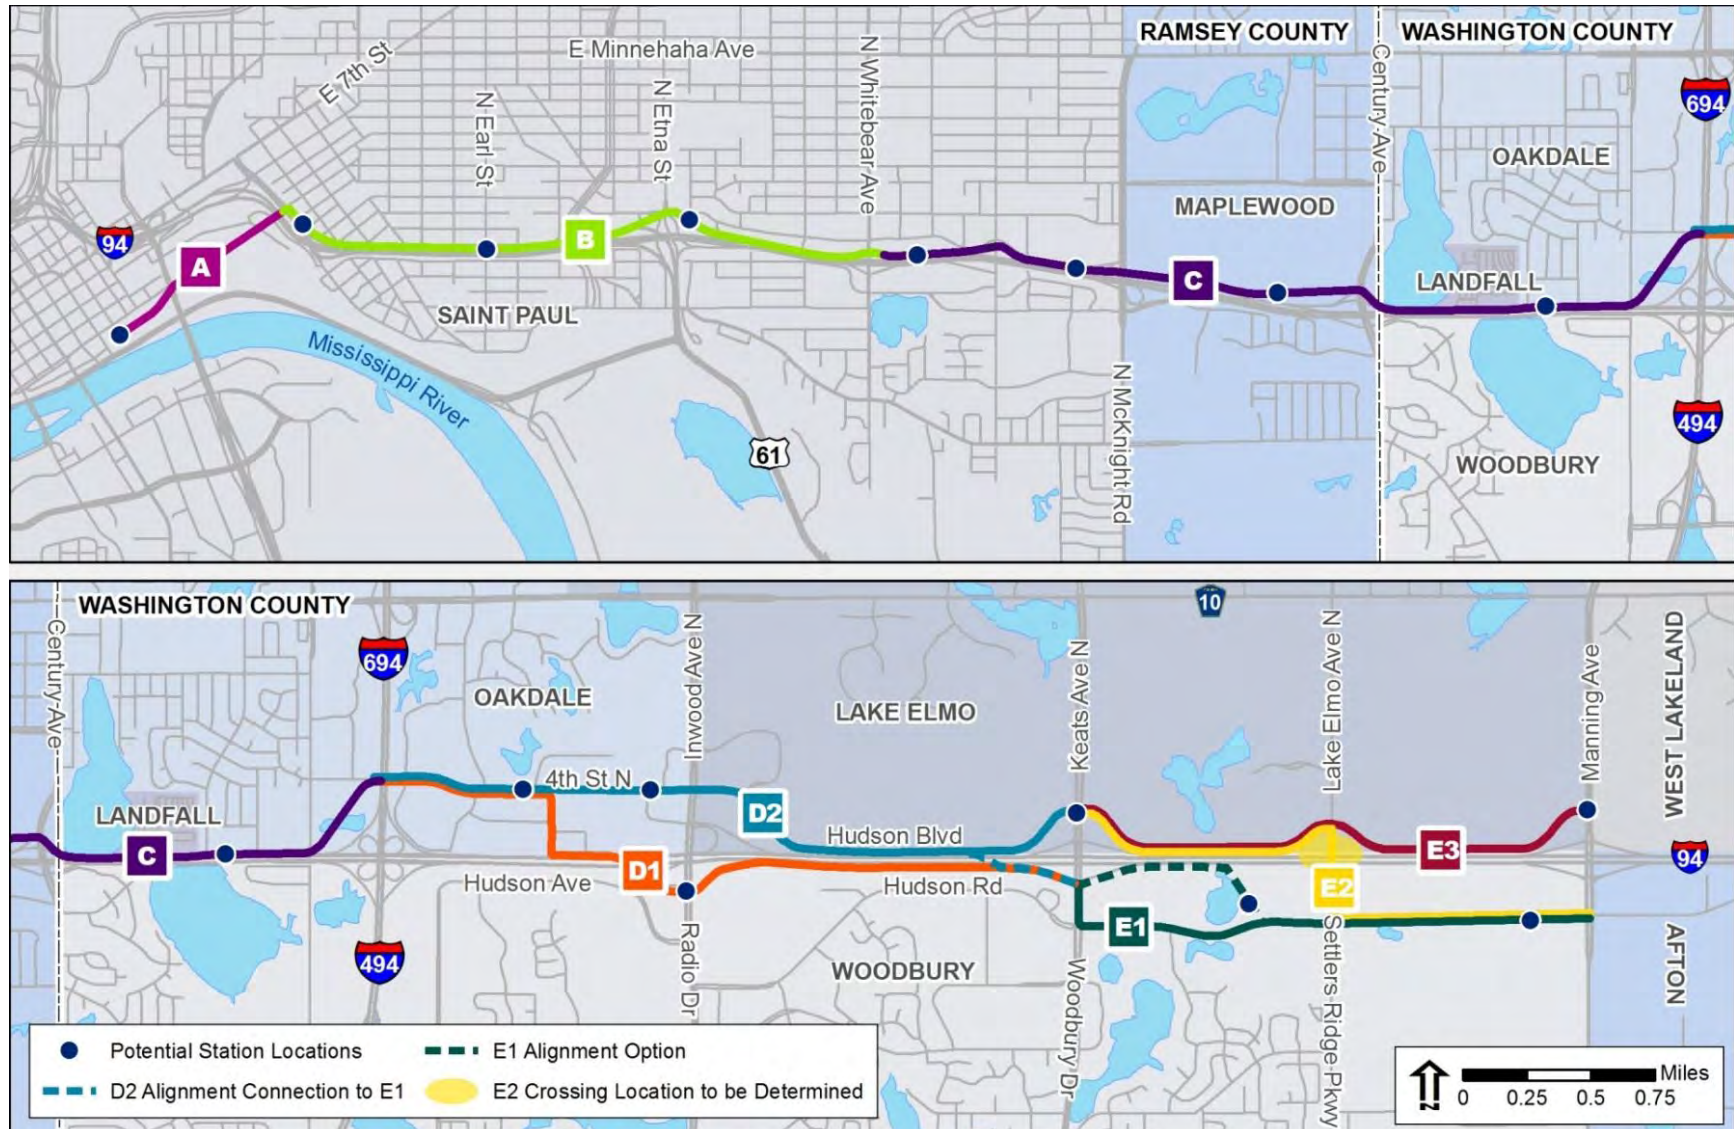 RAMSEY COUNTY
WASHINGTON COUNTY
E Minnehaha Ave
E 7th St
N Earl St
N Etna St
N Whitebear Ave
Century Ave
694
OAKDALE
MAPLEWOOD
94
A
B
C
LANDFALL
SAINT PAUL
Mississippi River
N McKnight Rd
61
494
WOODBURY
WASHINGTON COUNTY
Century Ave
694
OAKDALE
Inwood Ave N
LAKE ELMO
Keats Ave N
10
Lake Elmo Ave N
Manning Ave
WEST LAKELAND
4th St N
LANDFALL
D2
Hudson Blvd
C
D1
E3
94
Hudson Ave
Hudson Rd
E2
E1
494
Radio Dr
WOODBURY
Woodbury Dr
Settlers Ridge Pkwy
AFTON
Potential Station Locations
E1 Alignment Option
D2 Alignment Connection to E1
E2 Crossing Location to be Determined
N
Miles
0 0.25 0.5 0.75